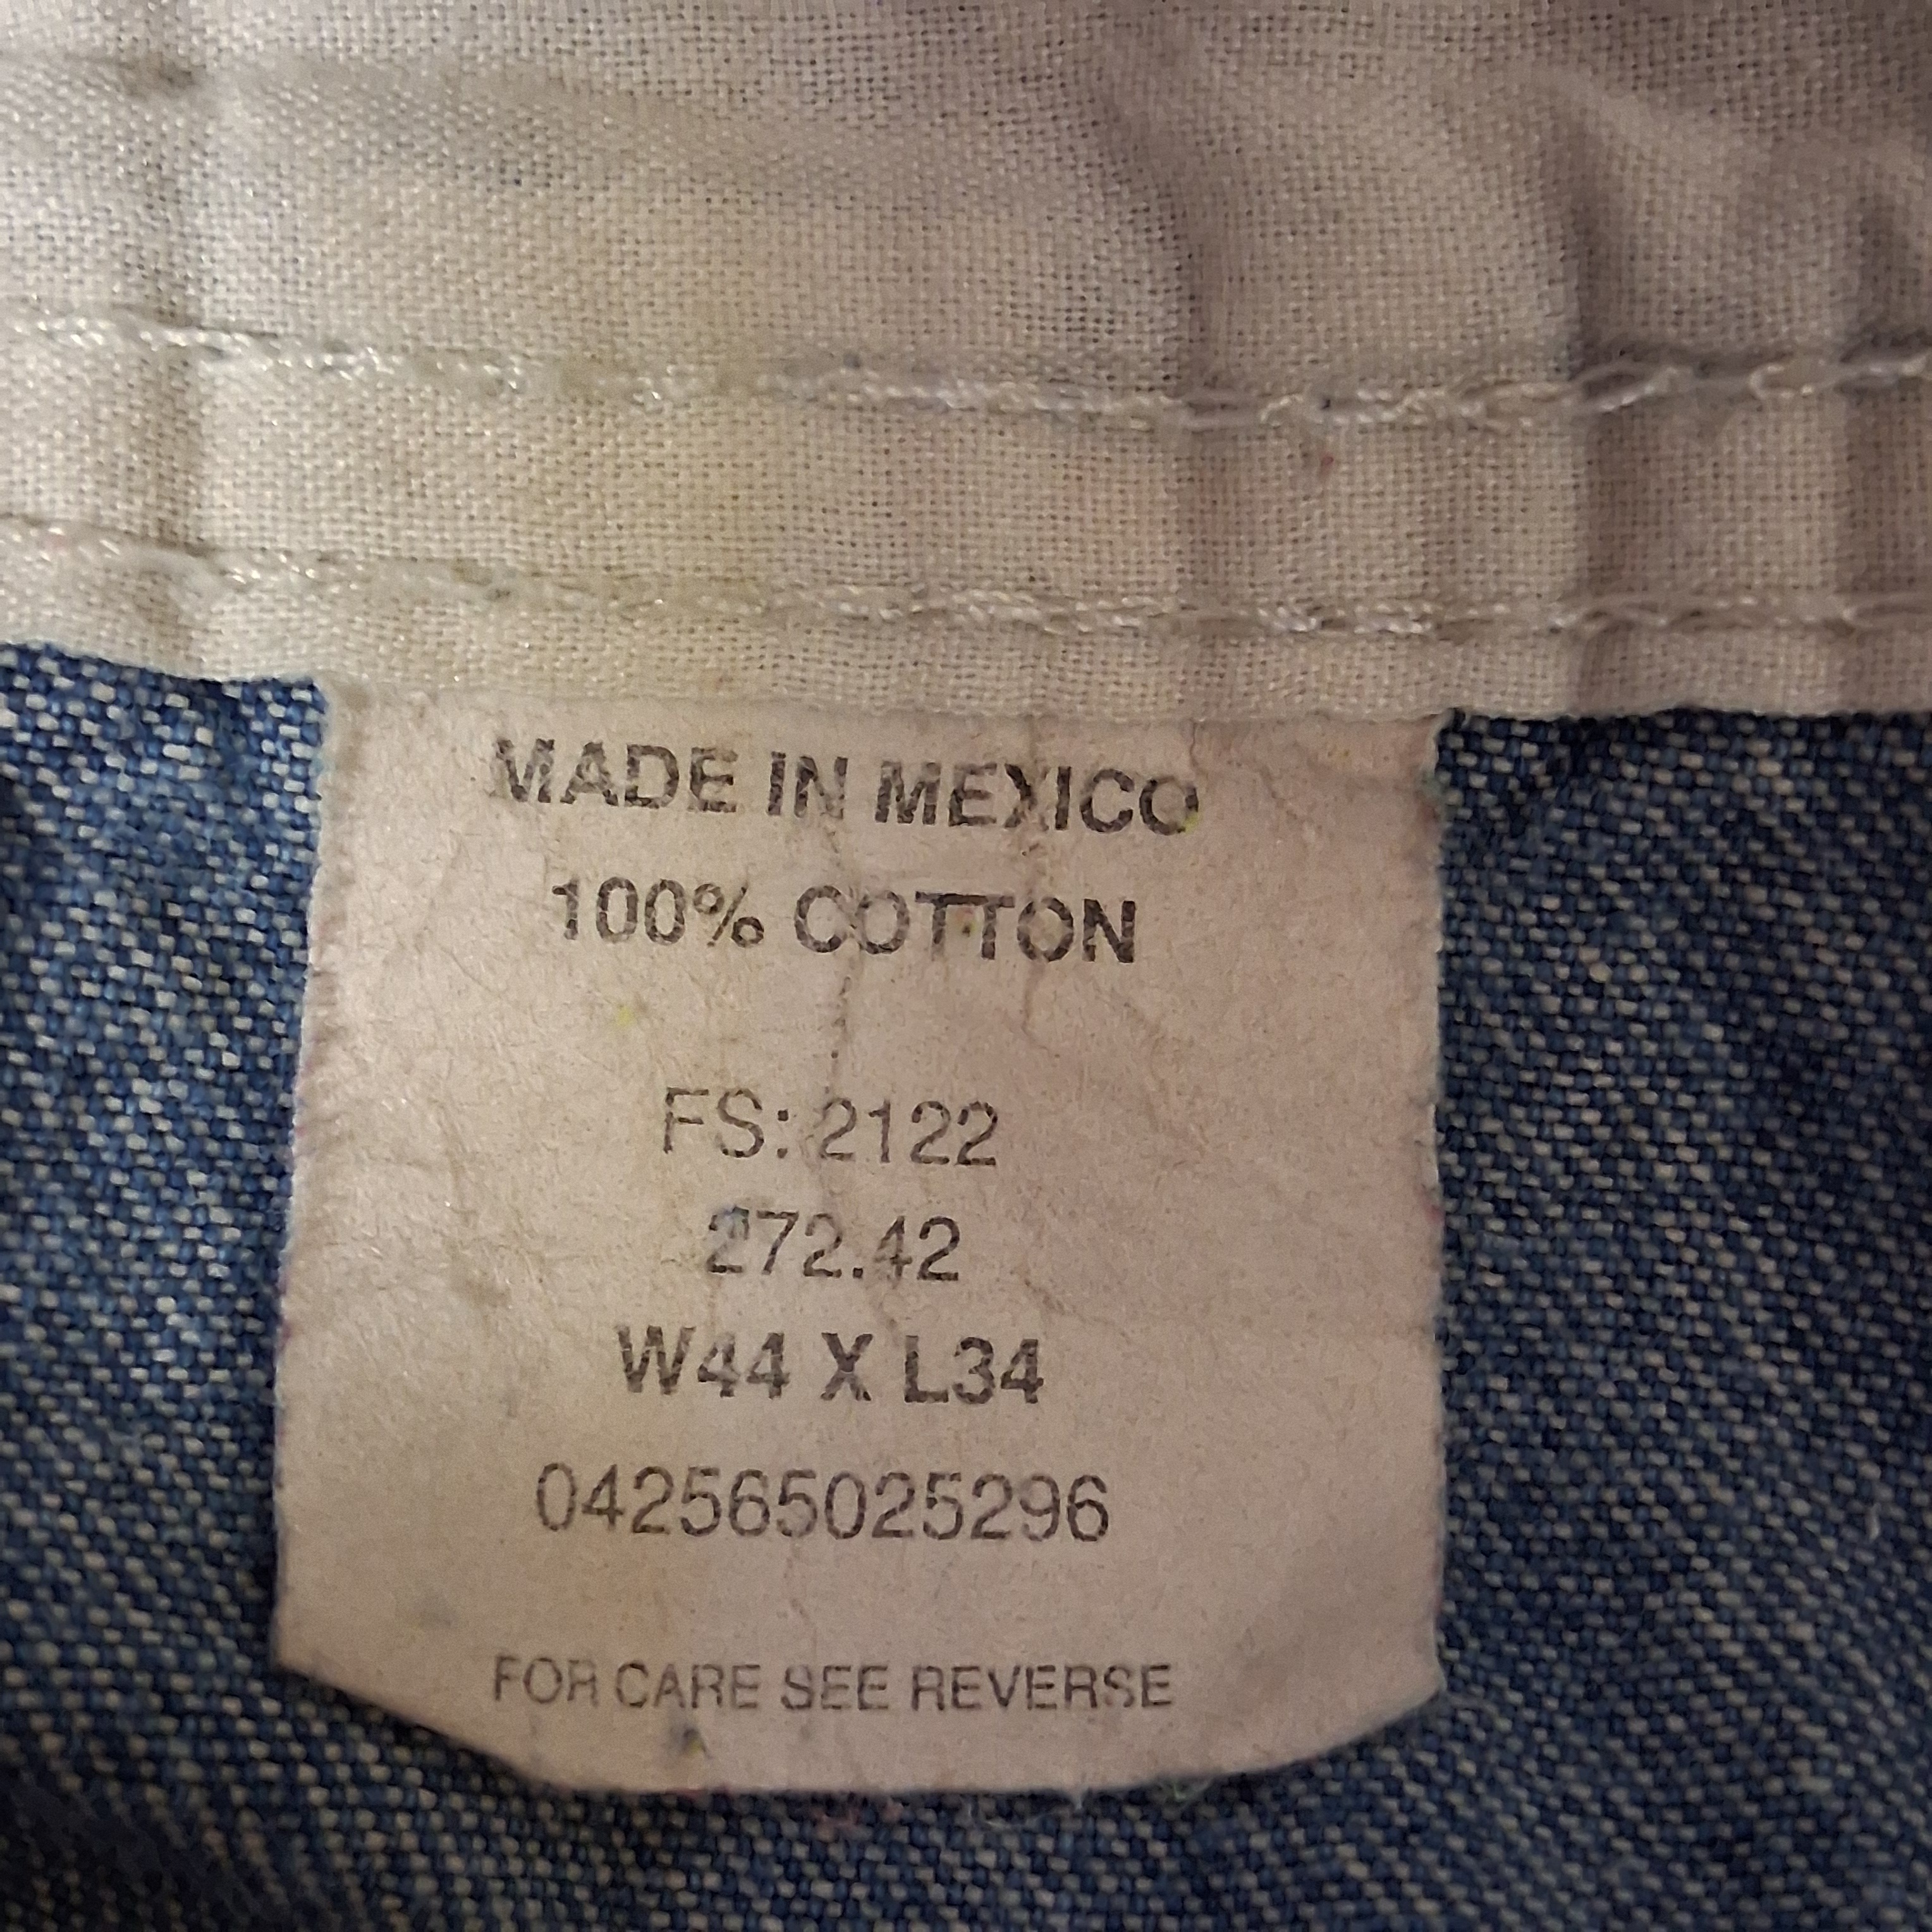 MADE IN MEXICO
100% COTTON
FS: 2122
272.42
W44 X L34
042565025296
FOR CARE SEE REVERSE